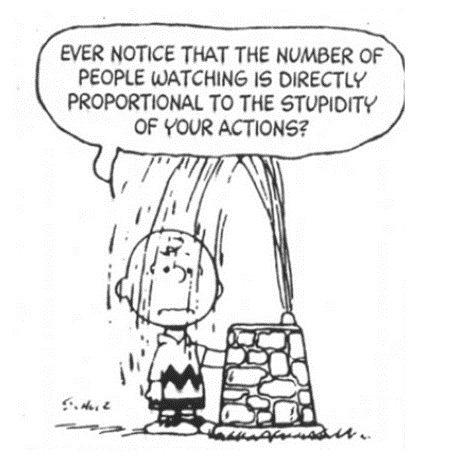 EVER NOTICE THAT THE NUMBER OF
PEOPLE WATCHING IS DIRECTLY
PROPORTIONAL TO THE STUPIDITY
OF YOUR ACTIONS?